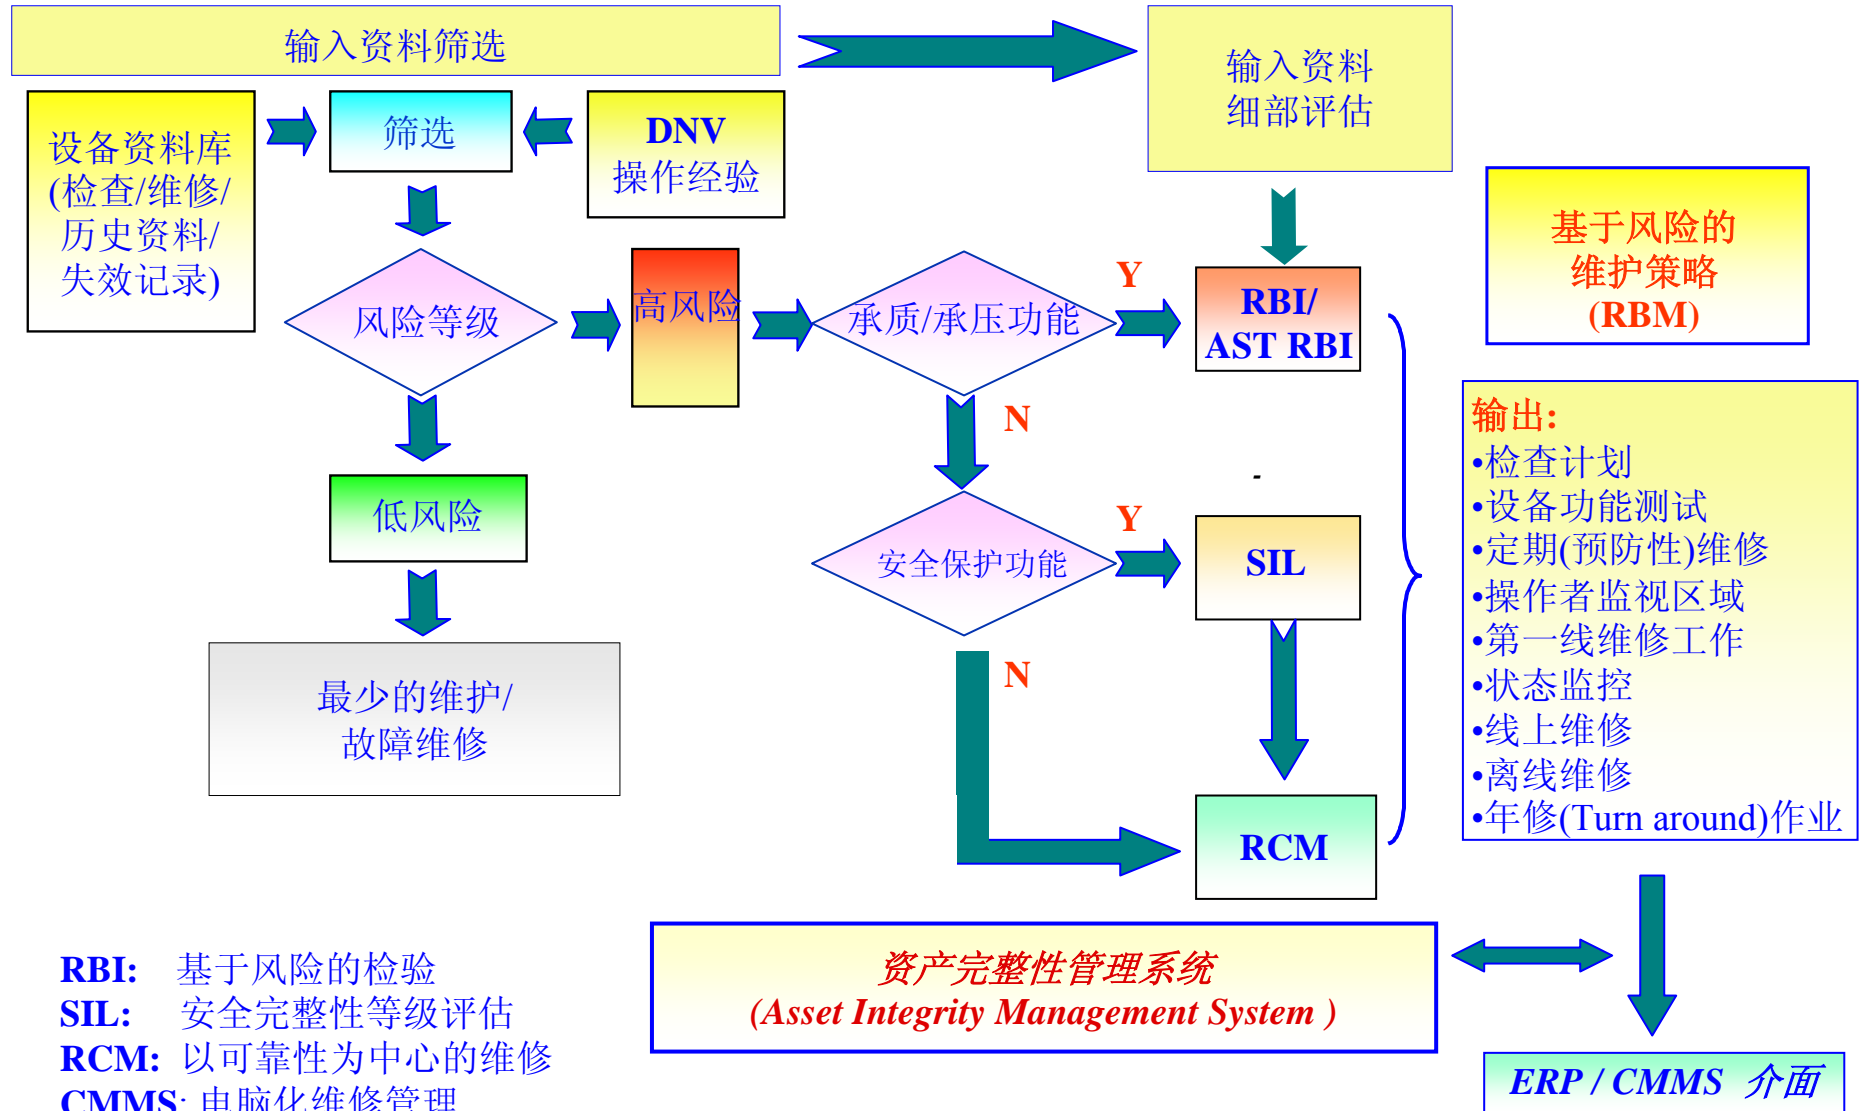 输入资料筛选
输入资料
细部评估
设备资料库
(检查/维修/
历史资料/
失效记录)
筛选
DNV
操作经验
基于风险的
维护策略
(RBM)
风险等级
高风险
承质/承压功能
Y
RBI/
AST RBI
N
低风险
安全保护功能
Y
-
SIL
N
最少的维护/
故障维修
RCM
输出:
•检查计划
•设备功能测试
•定期(预防性)维修
•操作者监视区域
•第一线维修工作
•状态监控
•线上维修
•离线维修
•年修(Turn around)作业
资产完整性管理系统
(Asset Integrity Management System )
ERP / CMMS 介面
RBI: 基于风险的检验
SIL: 安全完整性等级评估
RCM: 以可靠性为中心的维修
CMMS: 电脑化维修管理